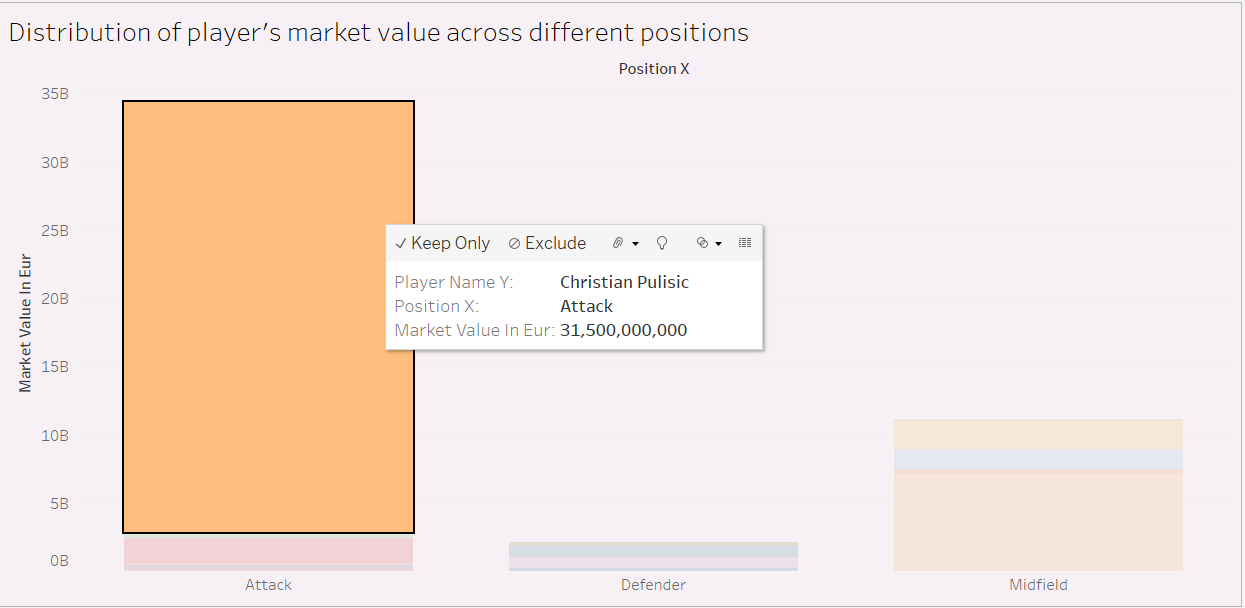 Distribution of player's market value across different positions
Position X
35B
30B
25B
20B
15B
10B
5B
0B
Market Value In Eur
Keep Only Exclude
Player Name Y: Christian Pulisic
Position X: Attack
Market Value In Eur: 31,500,000,000
Attack Defender Midfield